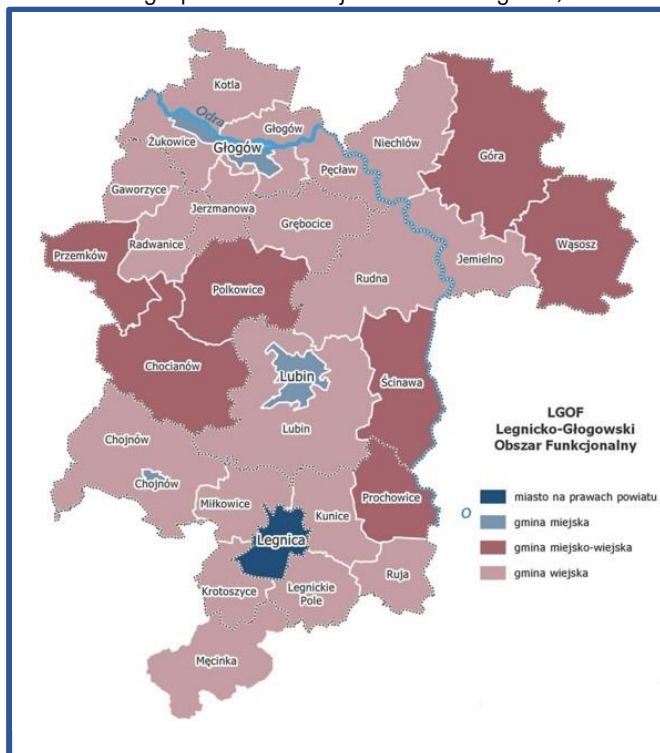 Kotla
Odra
Głogów
Żukowice
Głogów
Niechlów
Góra
Pęcław
Gaworzyce
Jerzmanowa
Grębocice
Radwanice
Przemków
Wąsosz
Jemielno
Rudna
Polkowice
Chocianów
Lubin
Ścinawa
Lubin
LGOF
Legnicko-Głogowski
Obszar Funkcjonalny
Chojnów
Chojnów
Miłkowice
Kunice
Prochowice
miasto na prawach powiatu
O
gmina miejska
gmina miejsko-wiejska
gmina wiejska
Legnica
Krotoszyce
Legnickie
Pole
Ruja
Męcinka